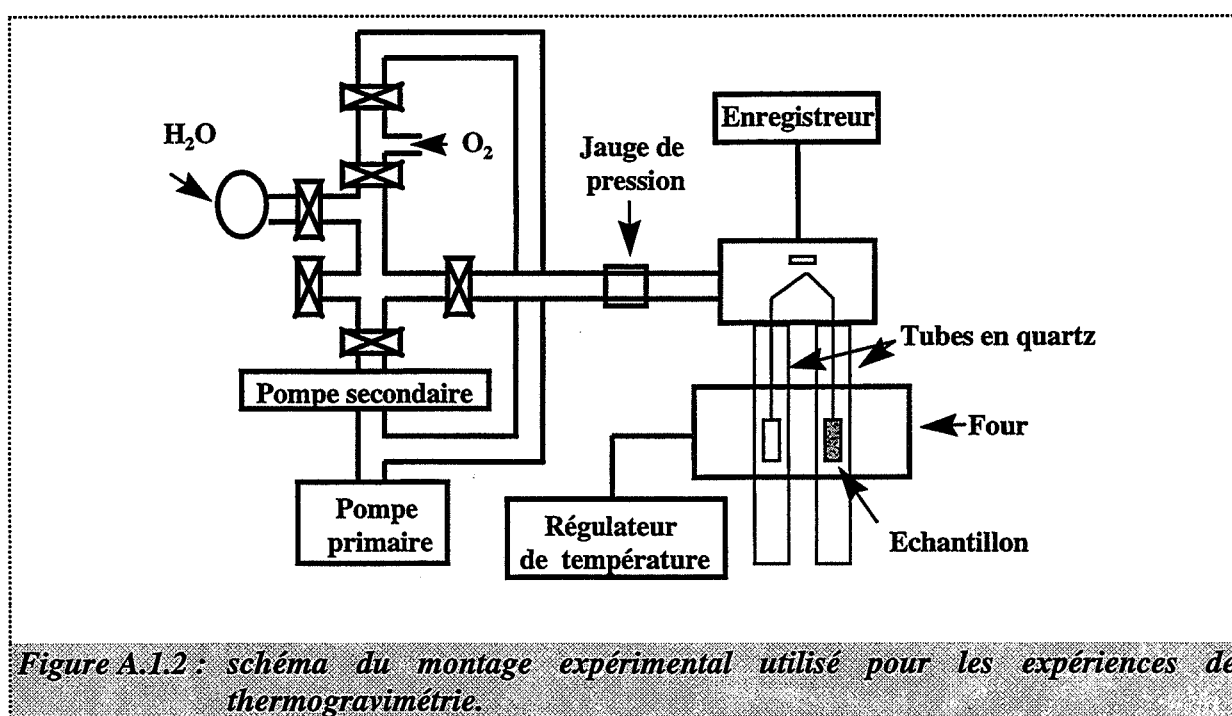 Enregistreur
H₂O
O₂
Jauge de
pression
Tubes en quartz
Pompe secondaire
Four
Pompe
primaire
Régulateur
de température
Echantillon
Figure A.1.2 : schéma du montage expérimental utilisé pour les expériences de
thermogravimétrie.